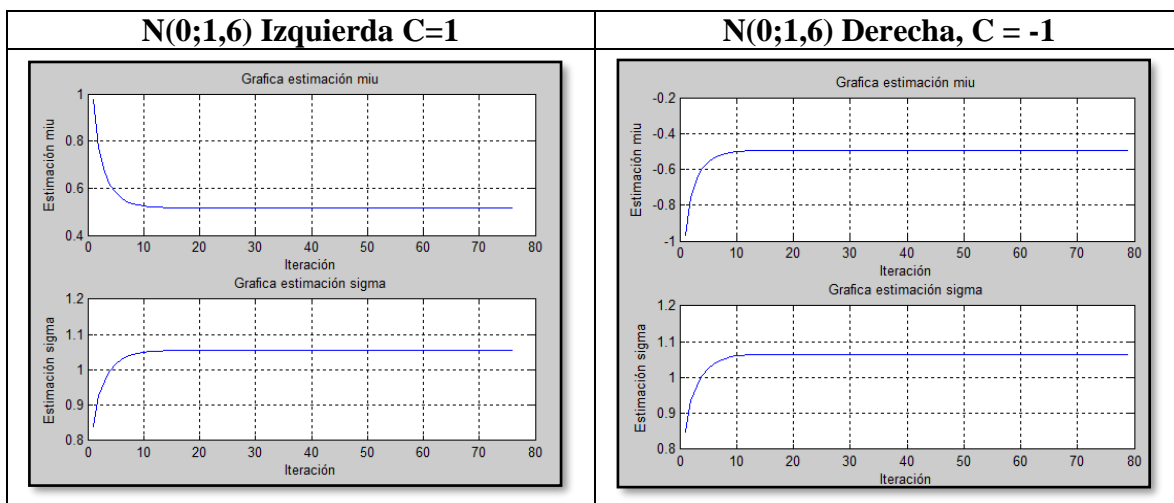 N(0;1,6) Izquierda C=1
N(0;1,6) Derecha, C = -1
Grafica estimación miu
Estimación miu
1
0.8
0.6
0.4
0 10 20 30 40 50 60 70 80
Iteración
Grafica estimación sigma
Estimación sigma
1.2
1.1
1
0.9
0.8
0 10 20 30 40 50 60 70 80
Iteración
Grafica estimación miu
Estimación miu
-0.2
-0.4
-0.6
-0.8
-1
0 10 20 30 40 50 60 70 80
Iteración
Grafica estimación sigma
Estimación sigma
1.2
1.1
1
0.9
0.8
0 10 20 30 40 50 60 70 80
Iteración